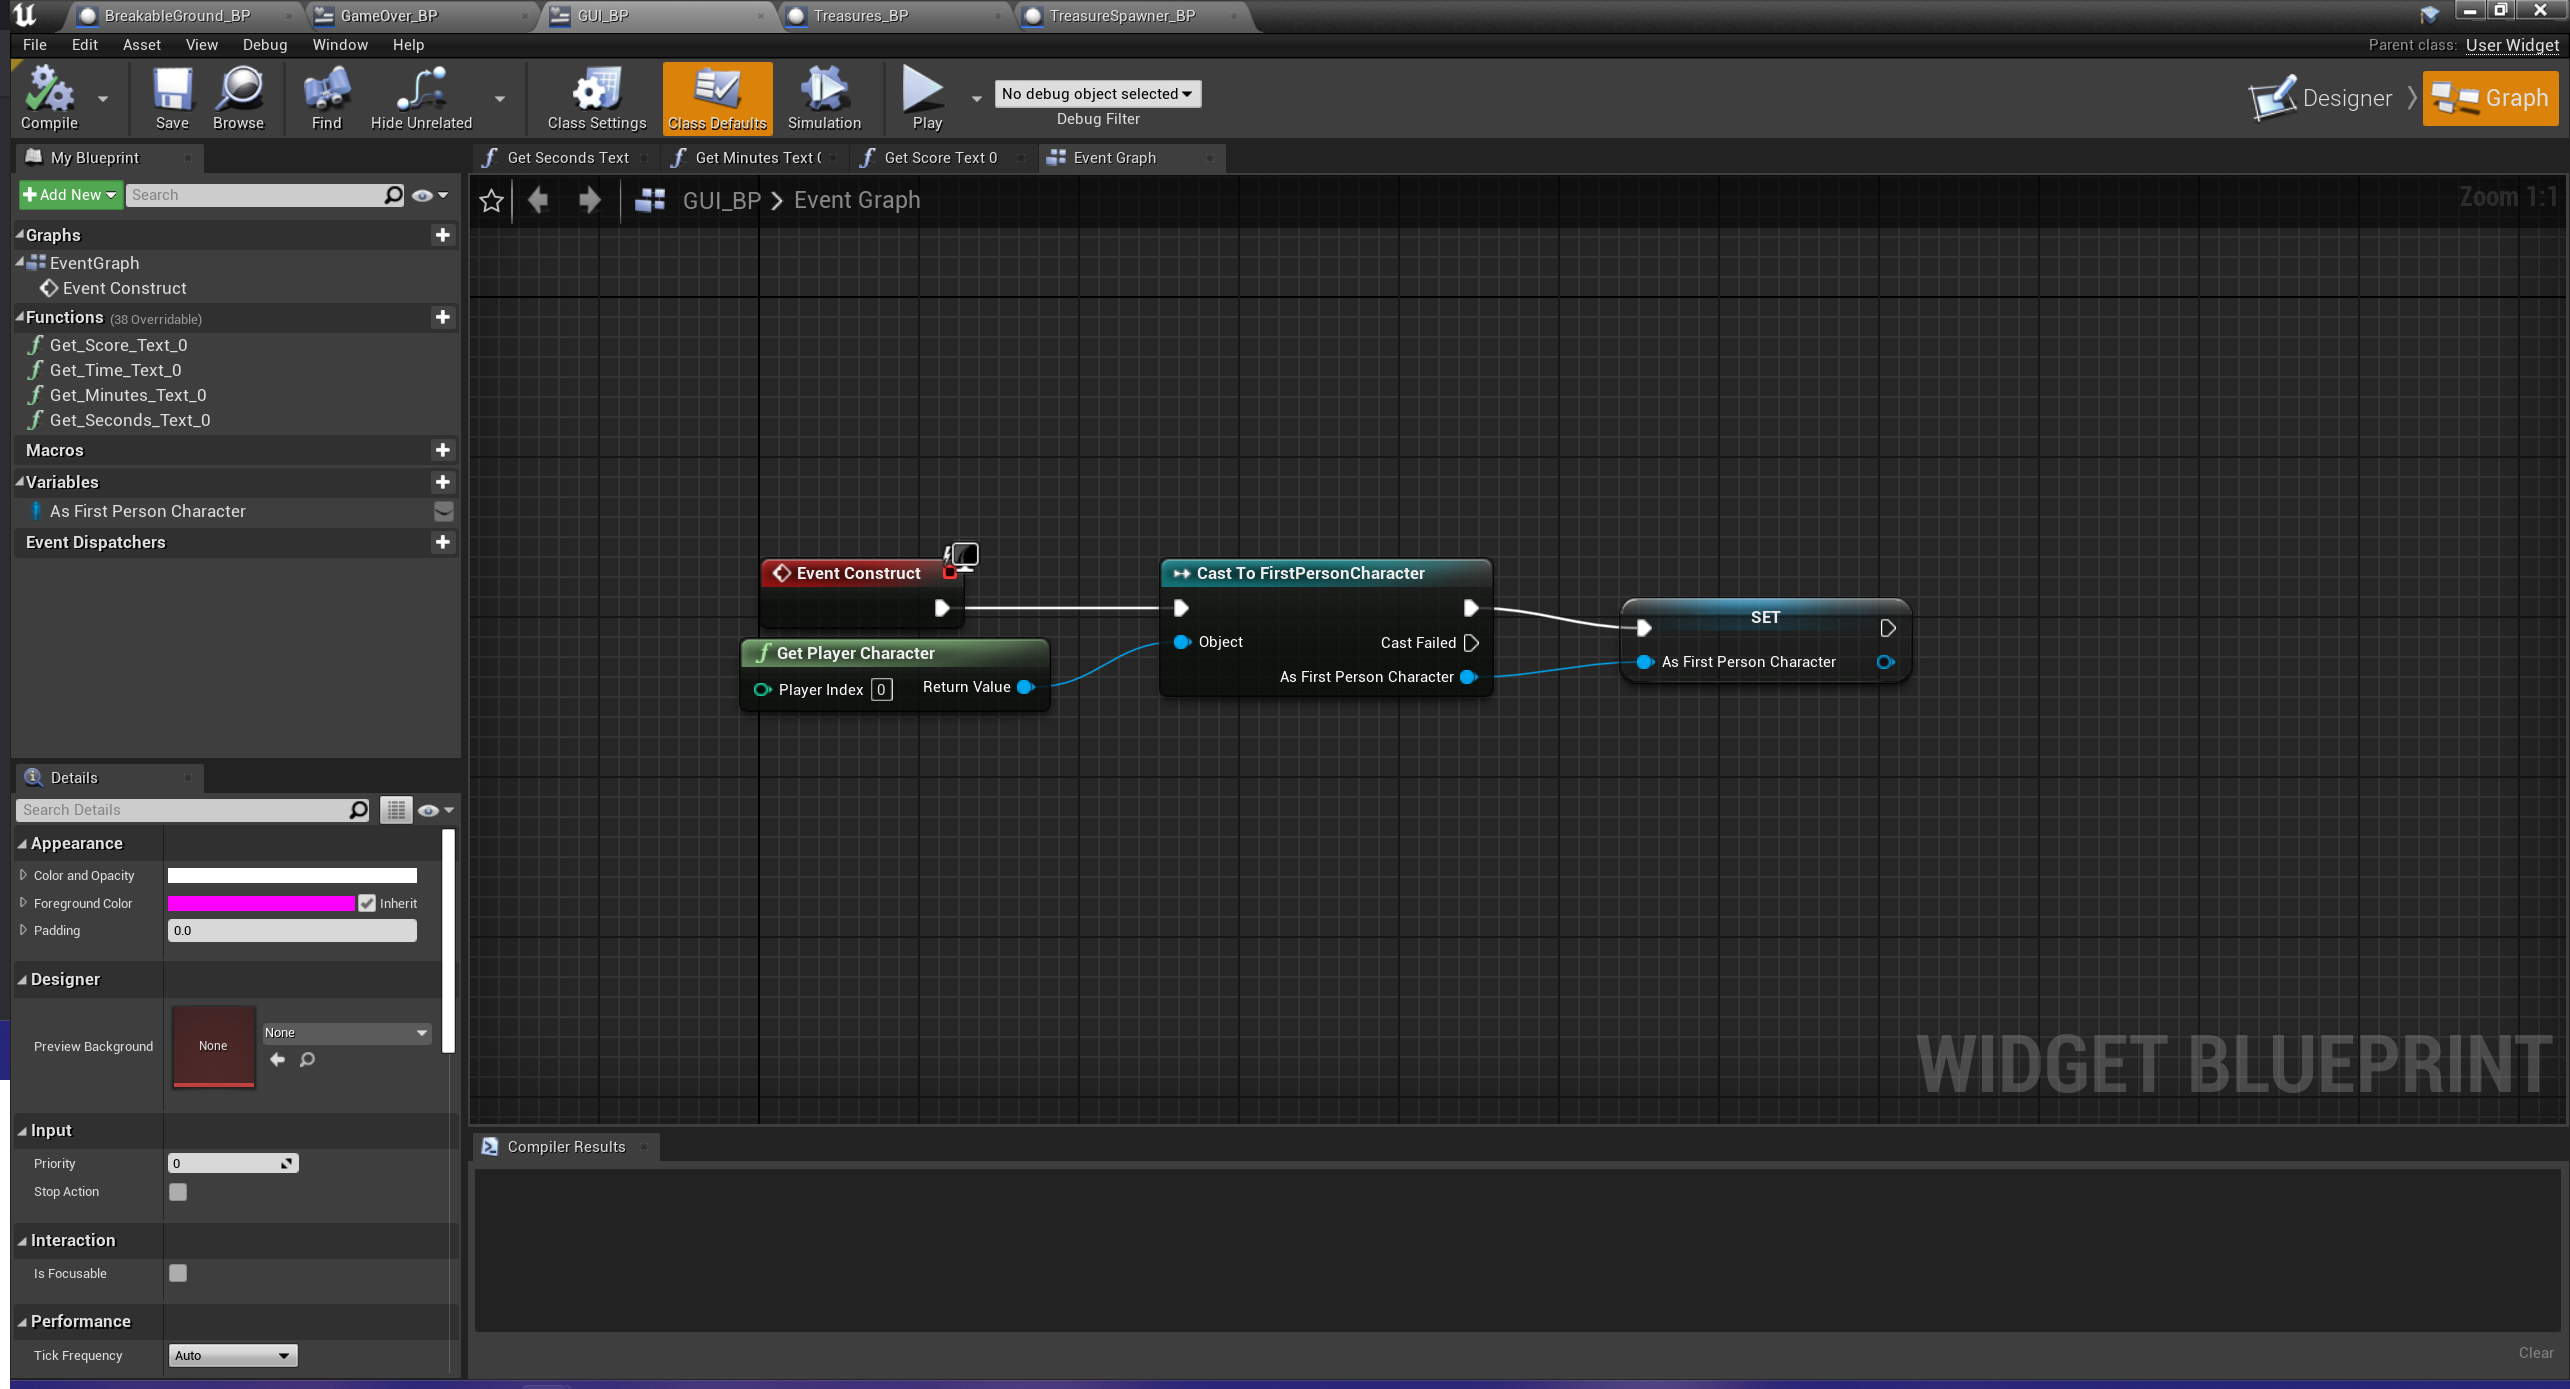 BreakableGround_BP
GameOver_BP
GUI_BP
Treasures_BP
TreasureSpawner_BP
File Edit Asset View Debug Window Help
Parent class: User Widget
Compile
Save
Browse
Find
Hide Unrelated
Class Settings
Class Defaults
Simulation
Play
No debug object selected
Debug Filter
Designer
Graph
My Blueprint
Add New
Search
Graphs
EventGraph
Event Construct
Functions (38 Overridable)
Get_Score_Text_0
Get_Time_Text_0
Get_Minutes_Text_0
Get_Seconds_Text_0
Macros
Variables
As First Person Character
Event Dispatchers
Details
Search Details
Appearance
Color and Opacity
Foreground Color Inherit
Padding 0.0
Designer
Preview Background None None
Input
Priority 0
Stop Action
Interaction
Is Focusable
Performance
Tick Frequency Auto
Get Seconds Text
Get Minutes Text (
Get Score Text 0
Event Graph
GUI_BP > Event Graph
Zoom 1:1
Event Construct
Get Player Character
Player Index 0 Return Value
Cast To FirstPersonCharacter
Object
Cast Failed
As First Person Character
SET
As First Person Character
WIDGET BLUEPRINT
Compiler Results
Clear